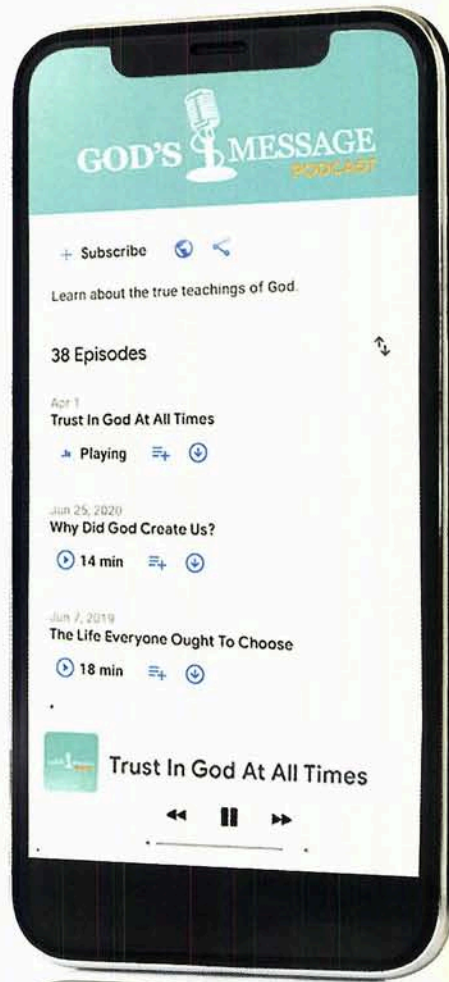 GOD'S MESSAGE
PODCAST
+ Subscribe
Learn about the true teachings of God.
38 Episodes
Apr 1
Trust In God At All Times
Playing
Jun 25, 2020
Why Did God Create Us?
14 min
Jun 7, 2019
The Life Everyone Ought To Choose
18 min
Trust In God At All Times